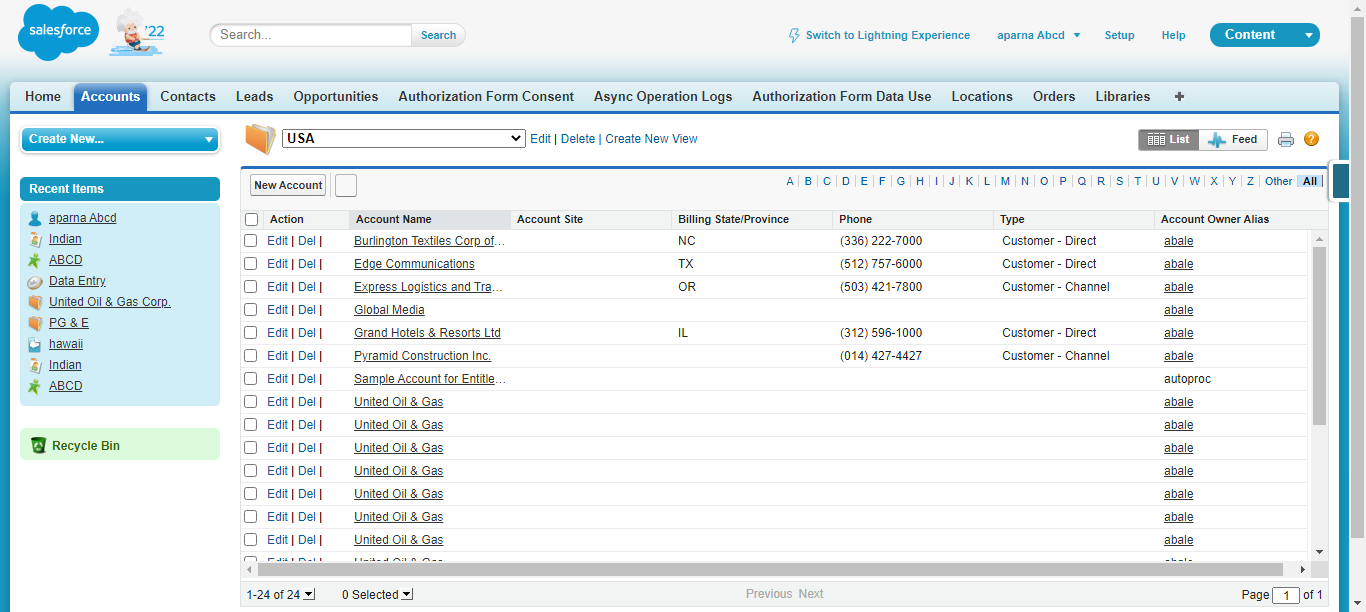 salesforce
'22
Search...
Search
Switch to Lightning Experience
aparna Abcd
Setup
Help
Content
Home Accounts Contacts Leads Opportunities Authorization Form Consent Async Operation Logs Authorization Form Data Use Locations Orders Libraries +
Create New...
Recent Items
aparna Abcd
Indian
ABCD
Data Entry
United Oil & Gas Corp.
PG & E
hawaii
Indian
ABCD
Recycle Bin
USA
Edit | Delete | Create New View
List Feed
?
New Account
A | B | C | D | E | F | G | H | I | J | K | L | M | N | O | P | Q | R | S | T | U | V | W | X | Y | Z | Other | All |
Action Account Name Account Site Billing State/Province Phone Type Account Owner Alias
Edit | Del | Burlington Textiles Corp of... NC (336) 222-7000 Customer - Direct abale
Edit | Del | Edge Communications TX (512) 757-6000 Customer - Direct abale
Edit | Del | Express Logistics and Tra... OR (503) 421-7800 Customer - Channel abale
Edit | Del | Global Media abale
Edit | Del | Grand Hotels & Resorts Ltd IL (312) 596-1000 Customer - Direct abale
Edit | Del | Pyramid Construction Inc. (014) 427-4427 Customer - Channel abale
Edit | Del | Sample Account for Entitle... autoproc
Edit | Del | United Oil & Gas abale
Edit | Del | United Oil & Gas abale
Edit | Del | United Oil & Gas abale
Edit | Del | United Oil & Gas abale
Edit | Del | United Oil & Gas abale
Edit | Del | United Oil & Gas abale
Edit | Del | United Oil & Gas abale
1-24 of 24
0 Selected
Previous Next
Page 1 of 1